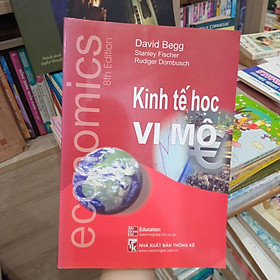 economics
8th Edition
David Begg
Stanley Fischer
Rudiger Dornbusch
Kinh tế học
VI MÔ
Education
NHÀ XUẤT BẢN THỐNG KÊ